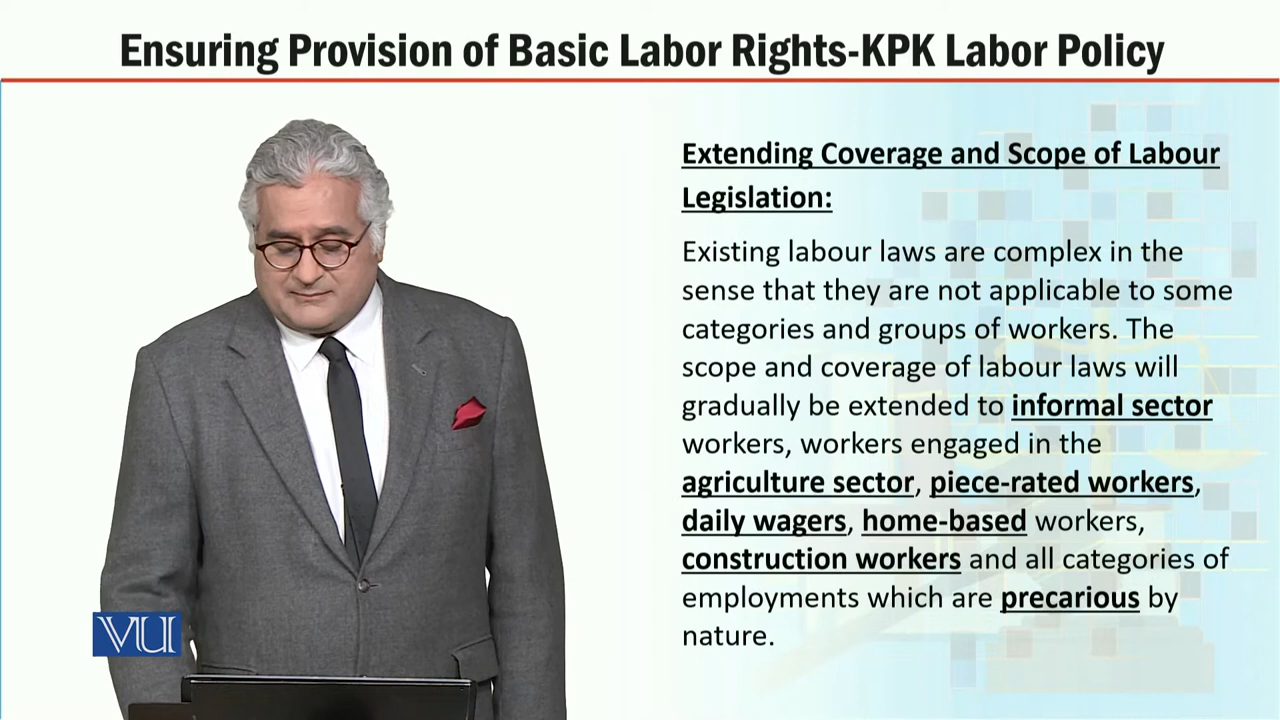 Ensuring Provision of Basic Labor Rights-KPK Labor Policy
Extending Coverage and Scope of Labour
Legislation:
Existing labour laws are complex in the
sense that they are not applicable to some
categories and groups of workers. The
scope and coverage of labour laws will
gradually be extended to informal sector
workers, workers engaged in the
agriculture sector, piece-rated workers,
daily wagers, home-based workers,
construction workers and all categories of
employments which are precarious by
nature.
VU